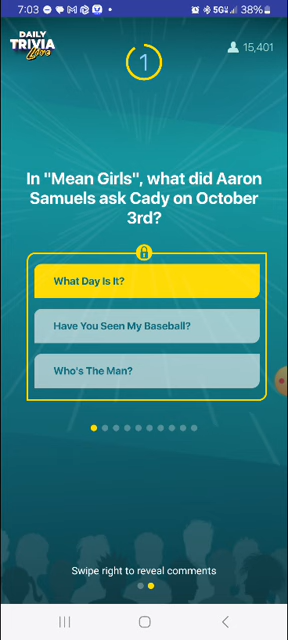 7:03
5G
38%
DAILY
TRIVIA
Live
1
15,401
In "Mean Girls", what did Aaron
Samuels ask Cady on October
3rd?
What Day Is It?
Have You Seen My Baseball?
Who's The Man?
Swipe right to reveal comments